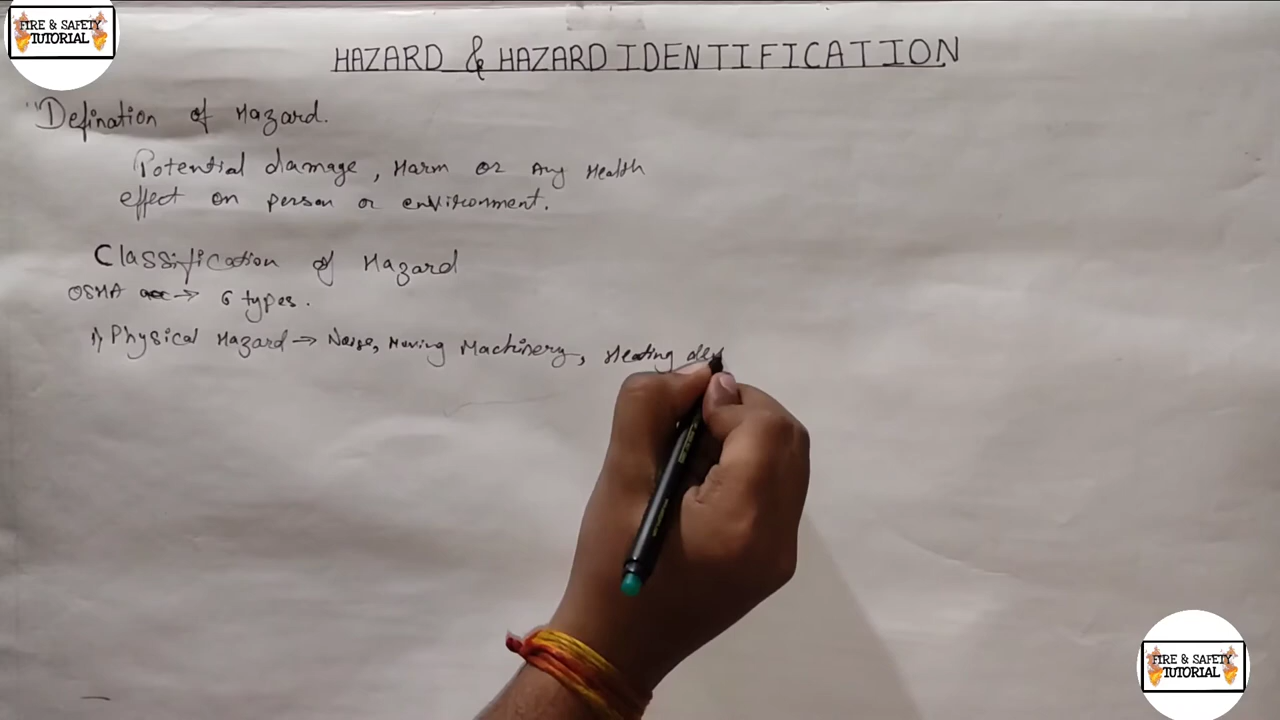 FIRE & SAFETY
TUTORIAL
HAZARD & HAZARD IDENTIFICATION
"Defination of Hazard.
Potential damage, Harm or Any Health
effect on person or environment.
Classification of Hazard
OSHA → 6 types.
1) Physical Hazard → Noise, Moving Machinery, Heating
FIRE & SAFETY
TUTORIAL